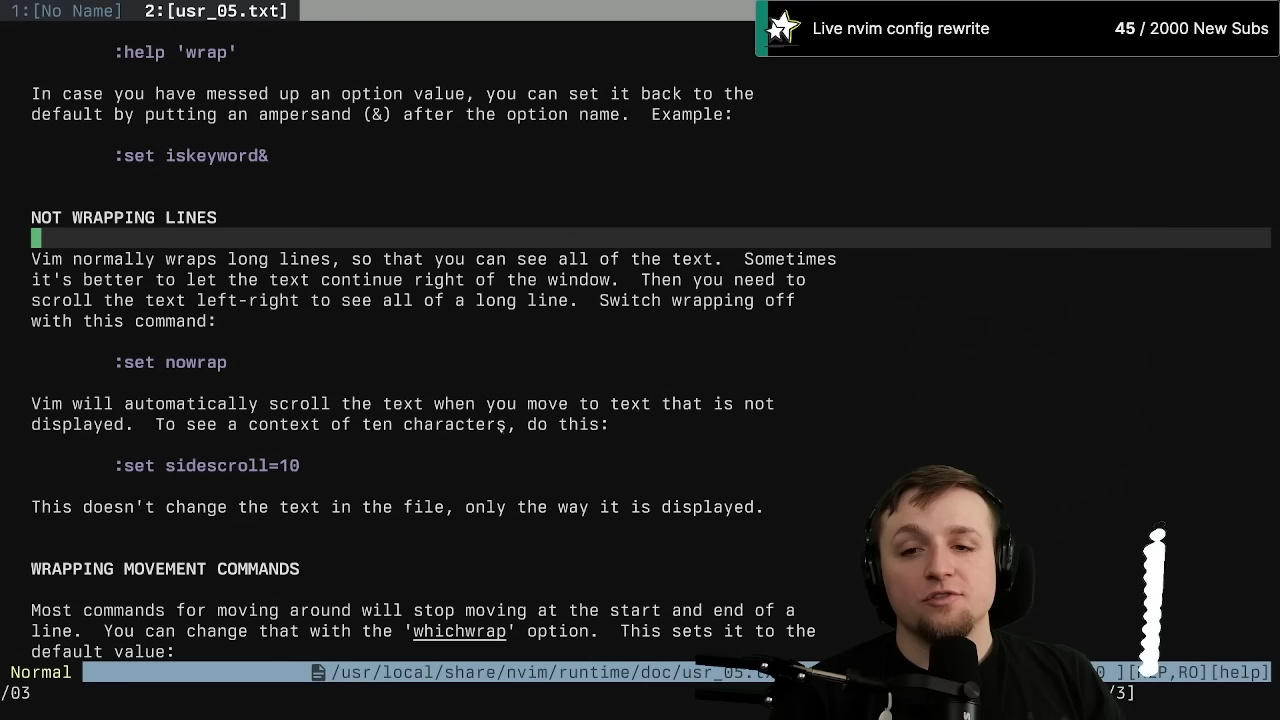 1:[No Name]  2:[usr_05.txt]
Live nvim config rewrite 45 / 2000 New Subs
:help 'wrap'
In case you have messed up an option value, you can set it back to the
default by putting an ampersand (&) after the option name.  Example:
:set iskeyword&
NOT WRAPPING LINES
Vim normally wraps long lines, so that you can see all of the text.  Sometimes
it's better to let the text continue right of the window.  Then you need to
scroll the text left-right to see all of a long line.  Switch wrapping off
with this command:
:set nowrap
Vim will automatically scroll the text when you move to text that is not
displayed.  To see a context of ten characters, do this:
:set sidescroll=10
This doesn't change the text in the file, only the way it is displayed.
WRAPPING MOVEMENT COMMANDS
Most commands for moving around will stop moving at the start and end of a
line.  You can change that with the 'whichwrap' option.  This sets it to the
default value:
Normal /usr/local/share/nvim/runtime/doc/usr_05.t ,RO][help]
/03 /3]